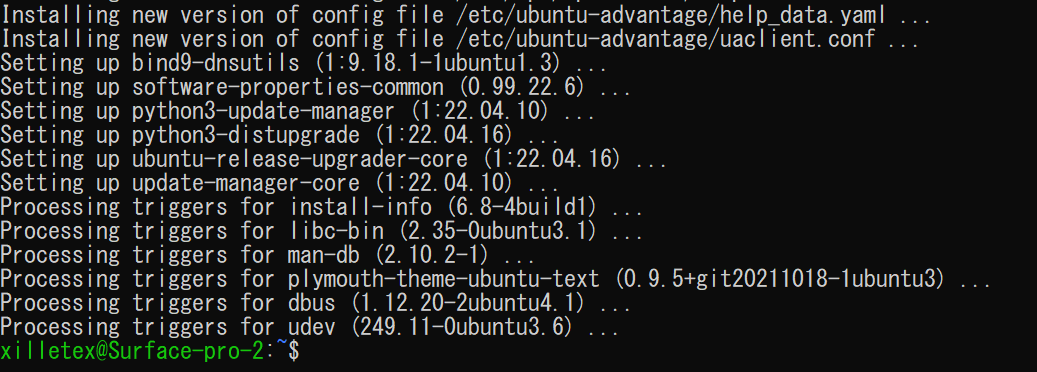 Installing new version of config file /etc/ubuntu-advantage/help_data.yaml ...
Installing new version of config file /etc/ubuntu-advantage/uaclient.conf ...
Setting up bind9-dnsutils (1:9.18.1-1ubuntu1.3) ...
Setting up software-properties-common (0.99.22.6) ...
Setting up python3-update-manager (1:22.04.10) ...
Setting up python3-distupgrade (1:22.04.16) ...
Setting up ubuntu-release-upgrader-core (1:22.04.16) ...
Setting up update-manager-core (1:22.04.10) ...
Processing triggers for install-info (6.8-4build1) ...
Processing triggers for libc-bin (2.35-0ubuntu3.1) ...
Processing triggers for man-db (2.10.2-1) ...
Processing triggers for plymouth-theme-ubuntu-text (0.9.5+git20211018-1ubuntu3) ...
Processing triggers for dbus (1.12.20-2ubuntu4.1) ...
Processing triggers for udev (249.11-0ubuntu3.6) ...
xilletex@Surface-pro-2:~$